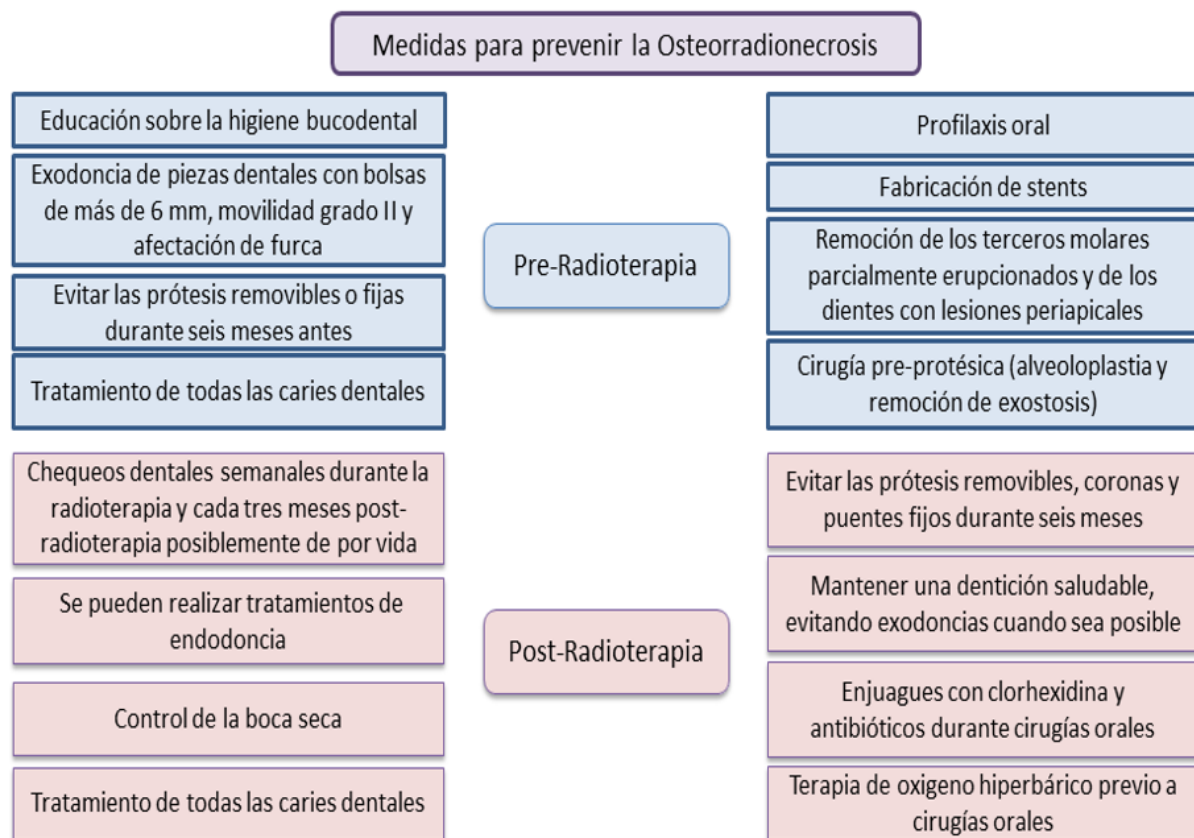 Medidas para prevenir la Osteorradionecrosis
Educación sobre la higiene bucodental
Exodoncia de piezas dentales con bolsas
de más de 6 mm, movilidad grado II y
afectación de furca
Evitar las prótesis removibles o fijas
durante seis meses antes
Tratamiento de todas las caries dentales
Pre-Radioterapia
Profilaxis oral
Fabricación de stents
Remoción de los terceros molares
parcialmente erupcionados y de los
dientes con lesiones periapicales
Cirugía pre-protésica (alveoloplastia y
remoción de exostosis)
Chequeos dentales semanales durante la
radioterapia y cada tres meses post-
radioterapia posiblemente de por vida
Se pueden realizar tratamientos de
endodoncia
Control de la boca seca
Tratamiento de todas las caries dentales
Post-Radioterapia
Evitar las prótesis removibles, coronas y
puentes fijos durante seis meses
Mantener una dentición saludable,
evitando exodoncias cuando sea posible
Enjuagues con clorhexidina y
antibióticos durante cirugías orales
Terapia de oxigeno hiperbárico previo a
cirugías orales